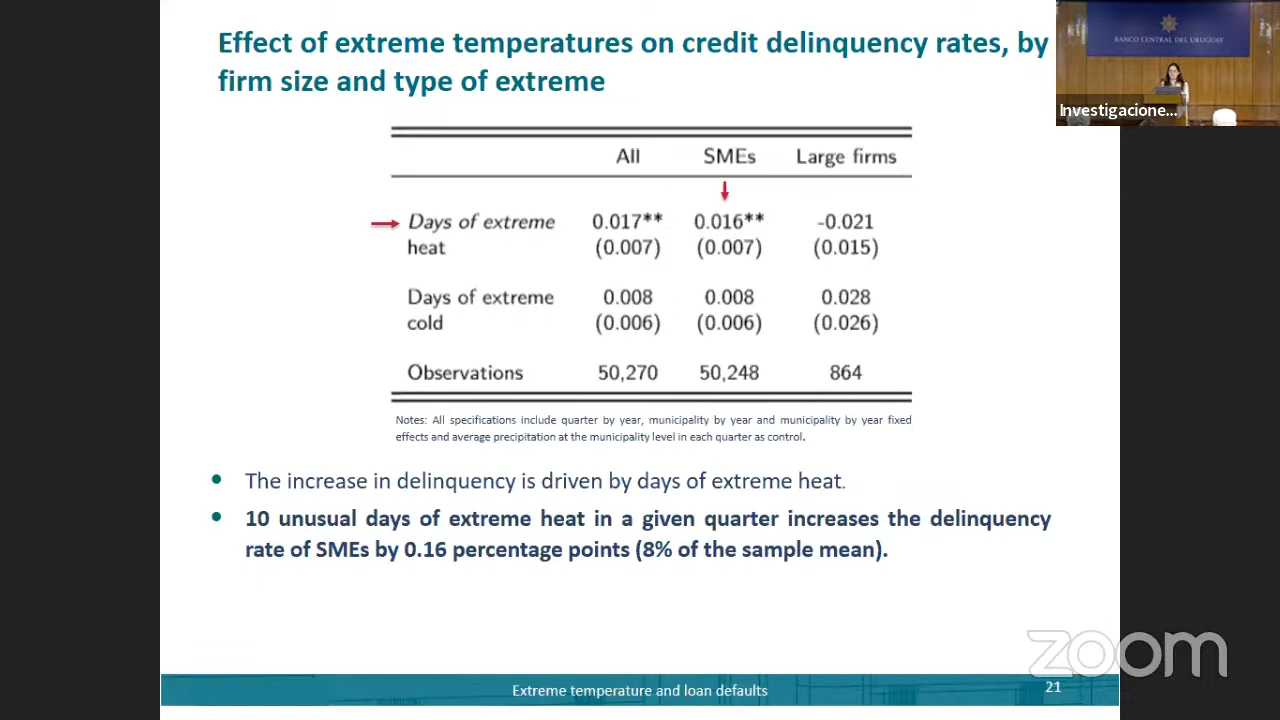 Effect of extreme temperatures on credit delinquency rates, by
firm size and type of extreme
BANCO CENTRAL DEL URUGUAY
Investigacione...
All SMEs Large firms
Days of extreme 0.017** 0.016** -0.021
heat (0.007) (0.007) (0.015)
Days of extreme 0.008 0.008 0.028
cold (0.006) (0.006) (0.026)
Observations 50,270 50,248 864
Notes: All specifications include quarter by year, municipality by year and municipality by year fixed
effects and average precipitation at the municipality level in each quarter as control.
• The increase in delinquency is driven by days of extreme heat.
• 10 unusual days of extreme heat in a given quarter increases the delinquency
rate of SMEs by 0.16 percentage points (8% of the sample mean).
zoom
Extreme temperature and loan defaults
21